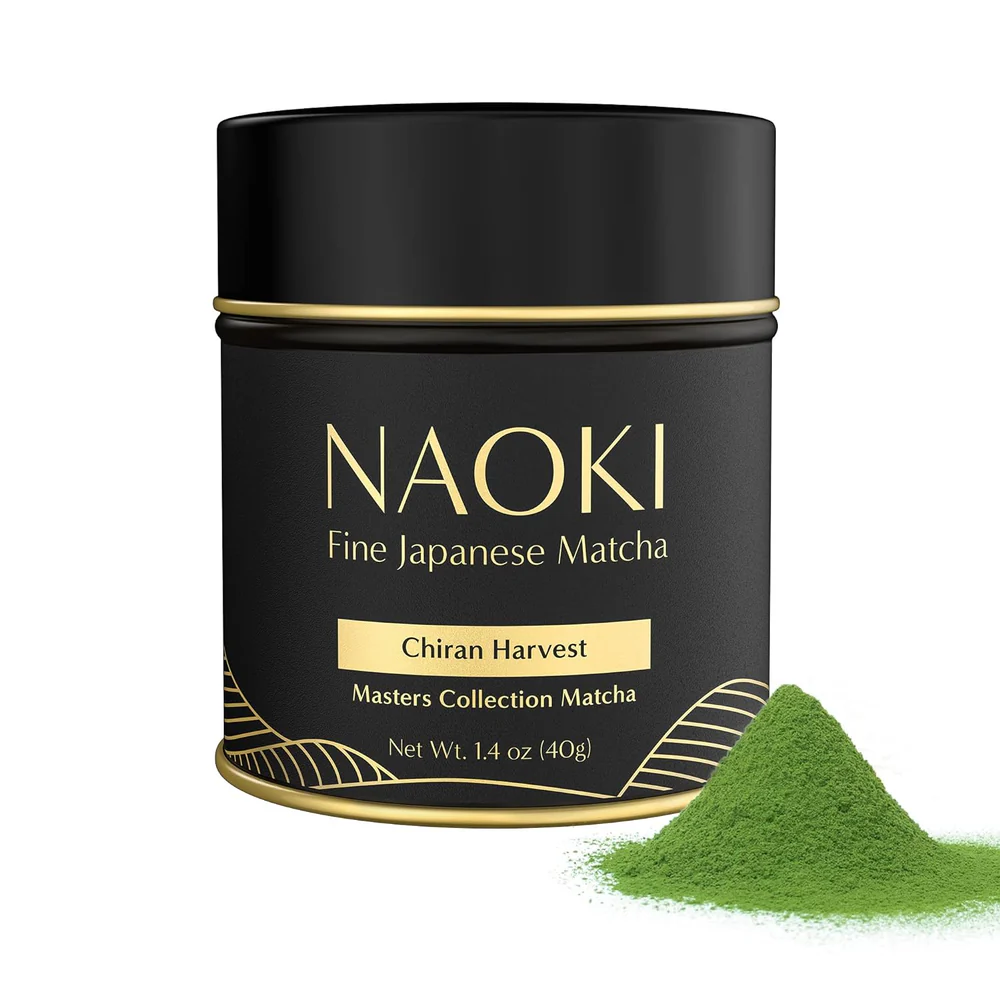 NAOKI
Fine Japanese Matcha
Chiran Harvest
Masters Collection Matcha
Net Wt. 1.4 oz (40g)